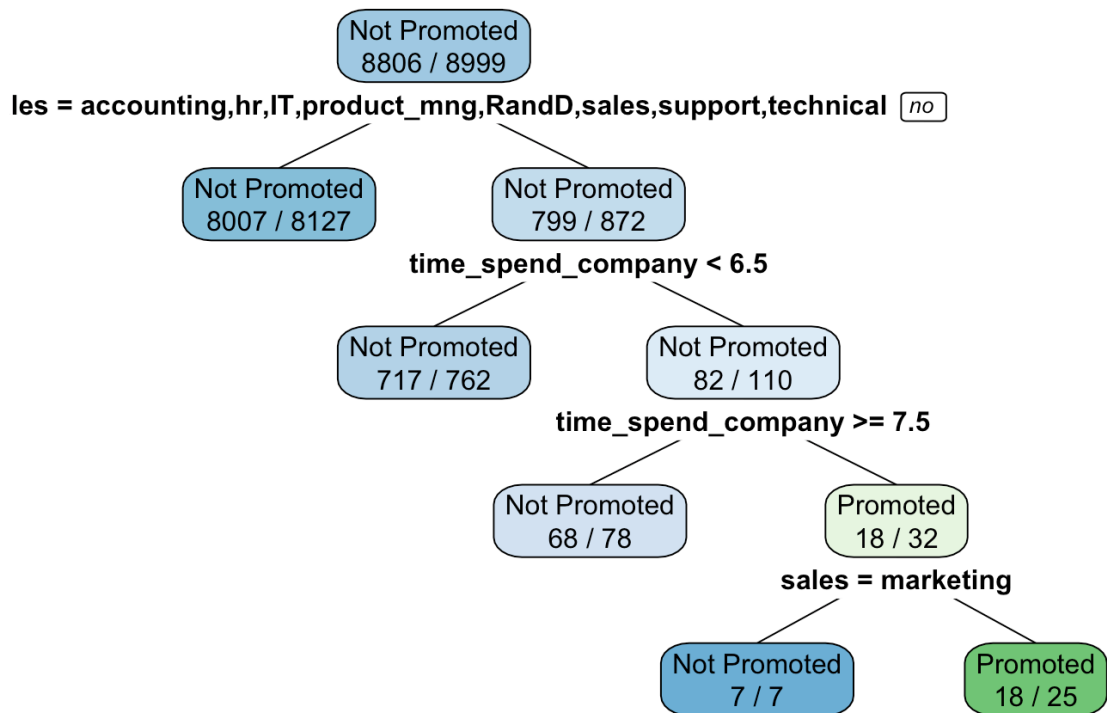 Not Promoted
8806 / 8999
les = accounting,hr,IT,product_mng,RandD,sales,support,technical no
Not Promoted
8007 / 8127
Not Promoted
799 / 872
time_spend_company < 6.5
Not Promoted
717 / 762
Not Promoted
82 / 110
time_spend_company >= 7.5
Not Promoted
68 / 78
Promoted
18 / 32
sales = marketing
Not Promoted
7 / 7
Promoted
18 / 25